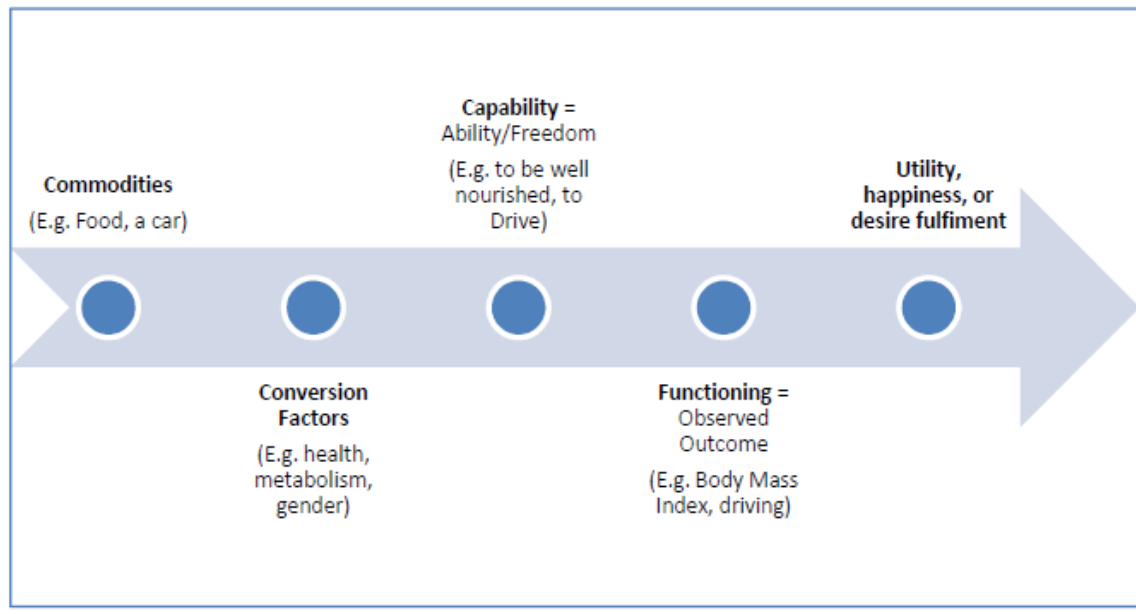 Commodities
(E.g. Food, a car)
Conversion
Factors
(E.g. health,
metabolism,
gender)
Capability =
Ability/Freedom
(E.g. to be well
nourished, to
Drive)
Functioning =
Observed
Outcome
(E.g. Body Mass
Index, driving)
Utility,
happiness, or
desire fulfiment